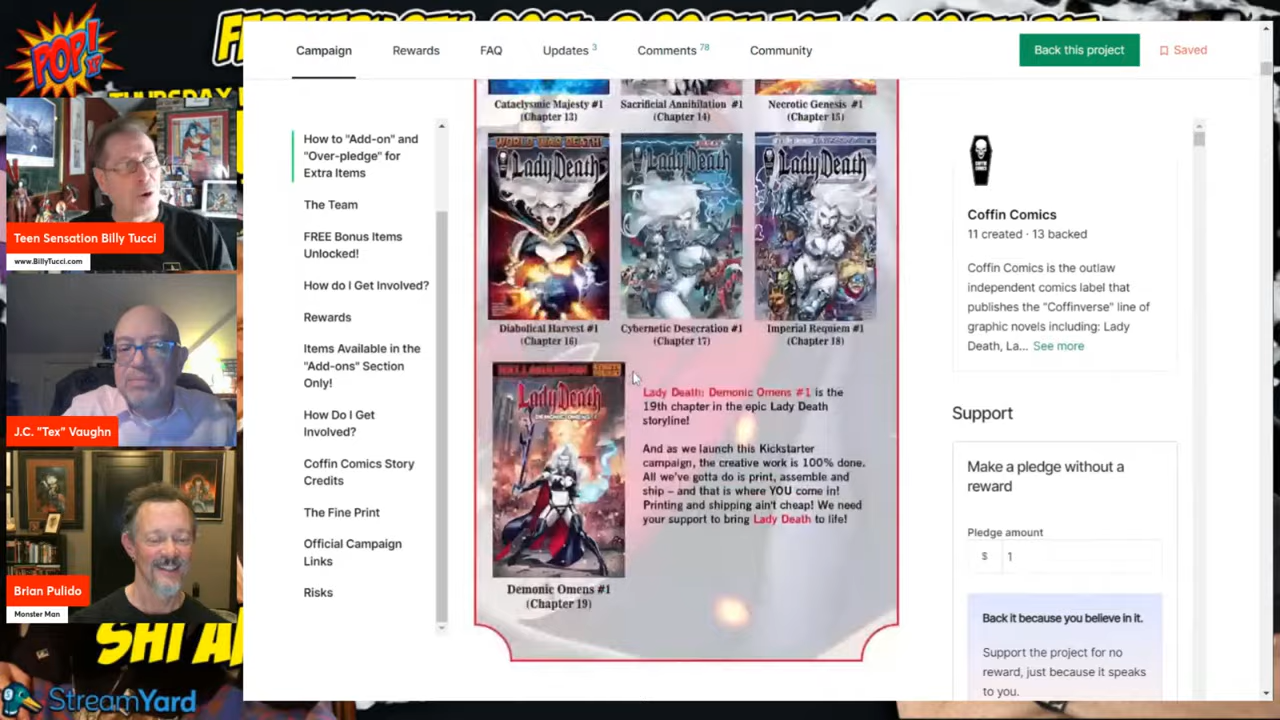 POP!
THURSDAY
Teen Sensation Billy Tucci
www.BillyTucci.com
J.C. "Tex" Vaughn
Brian Pulido
Monster Man
SHI A
StreamYard
Campaign
Rewards
FAQ
Updates 3
Comments 78
Community
Back this project
Saved
How to "Add-on" and
"Over-pledge" for
Extra Items
The Team
FREE Bonus Items
Unlocked!
How do I Get Involved?
Rewards
Items Available in the
"Add-ons" Section
Only!
How Do I Get
Involved?
Coffin Comics Story
Credits
The Fine Print
Official Campaign
Links
Risks
Cataclysmic Majesty #1
(Chapter 13)
Sacrificial Annihilation #1
(Chapter 14)
Necrotic Genesis #1
(Chapter 15)
WORLD WAR DEATH
Lady Death
Lady Death
Lady Death
Diabolical Harvest #1
(Chapter 16)
Cybernetic Desecration #1
(Chapter 17)
Imperial Requiem #1
(Chapter 18)
Lady Death
DEMONIC OMENS
Demonic Omens #1
(Chapter 19)
Lady Death: Demonic Omens #1 is the
19th chapter in the epic Lady Death
storyline!
And as we launch this Kickstarter
campaign, the creative work is 100% done.
All we've gotta do is print, assemble and
ship – and that is where YOU come in!
Printing and shipping ain't cheap! We need
your support to bring Lady Death to life!
COFFIN
COMICS
Coffin Comics
11 created · 13 backed
Coffin Comics is the outlaw
independent comics label that
publishes the "Coffinverse" line of
graphic novels including: Lady
Death, La... See more
Support
Make a pledge without a
reward
Pledge amount
$ 1
Back it because you believe in it.
Support the project for no
reward, just because it speaks
to you.